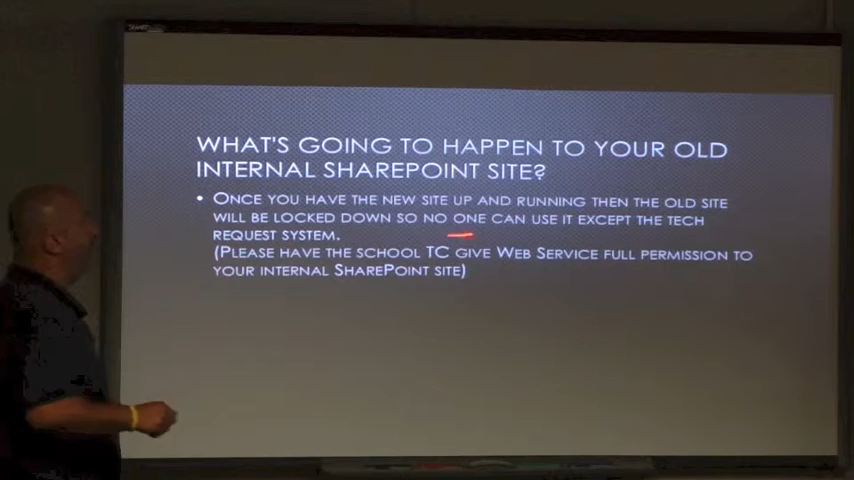 WHAT'S GOING TO HAPPEN TO YOUR OLD
INTERNAL SHAREPOINT SITE?
• ONCE YOU HAVE THE NEW SITE UP AND RUNNING THEN THE OLD SITE
WILL BE LOCKED DOWN SO NO ONE CAN USE IT EXCEPT THE TECH
REQUEST SYSTEM.
(PLEASE HAVE THE SCHOOL TC GIVE WEB SERVICE FULL PERMISSION TO
YOUR INTERNAL SHAREPOINT SITE)